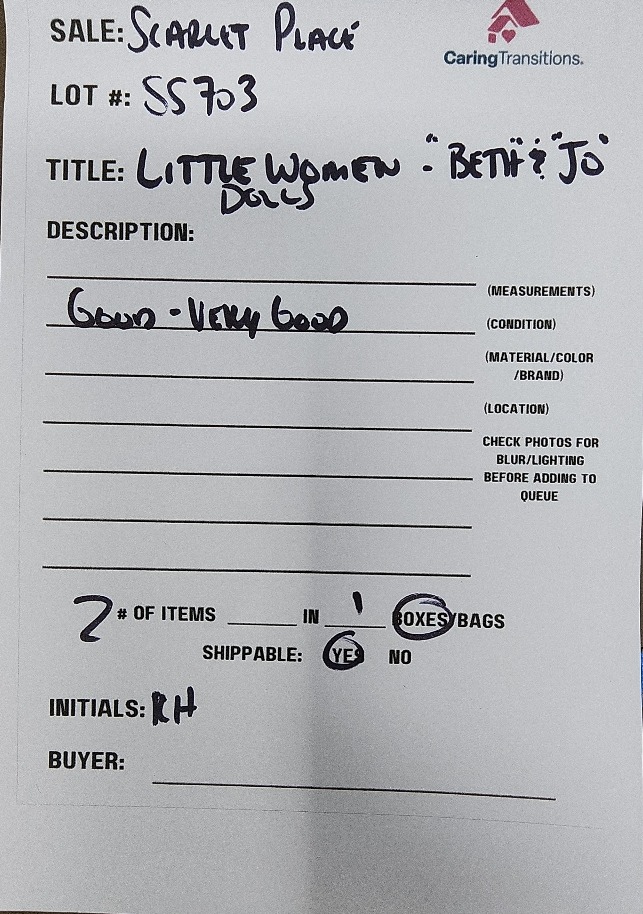 SALE: SCARLET PLACE
CaringTransitions.
LOT #: SS703
TITLE: LITTLE WOMEN - "BETH" & "JO"
DOLLS
DESCRIPTION:
(MEASUREMENTS)
GOOD - VERY GOOD (CONDITION)
(MATERIAL/COLOR
/BRAND)
(LOCATION)
CHECK PHOTOS FOR
BLUR/LIGHTING
BEFORE ADDING TO
QUEUE
2 # OF ITEMS ______ IN 1 BOXES/BAGS
SHIPPABLE: YES NO
INITIALS: RH
BUYER: